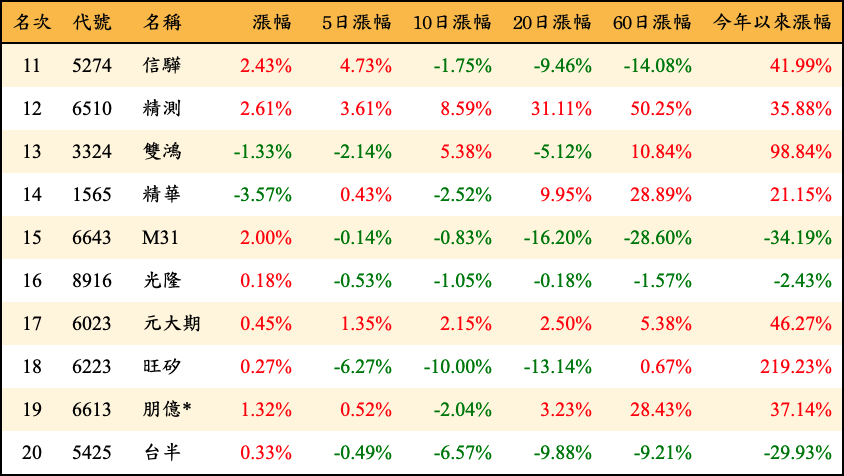 名次 代號 名稱 漲幅 5日漲幅 10日漲幅 20日漲幅 60日漲幅 今年以來漲幅
11 5274 信驊 2.43% 4.73% -1.75% -9.46% -14.08% 41.99%
12 6510 精測 2.61% 3.61% 8.59% 31.11% 50.25% 35.88%
13 3324 雙鴻 -1.33% -2.14% 5.38% -5.12% 10.84% 98.84%
14 1565 精華 -3.57% 0.43% -2.52% 9.95% 28.89% 21.15%
15 6643 M31 2.00% -0.14% -0.83% -16.20% -28.60% -34.19%
16 8916 光隆 0.18% -0.53% -1.05% -0.18% -1.57% -2.43%
17 6023 元大期 0.45% 1.35% 2.15% 2.50% 5.38% 46.27%
18 6223 旺矽 0.27% -6.27% -10.00% -13.14% 0.67% 219.23%
19 6613 朋億* 1.32% 0.52% -2.04% 3.23% 28.43% 37.14%
20 5425 台半 0.33% -0.49% -6.57% -9.88% -9.21% -29.93%